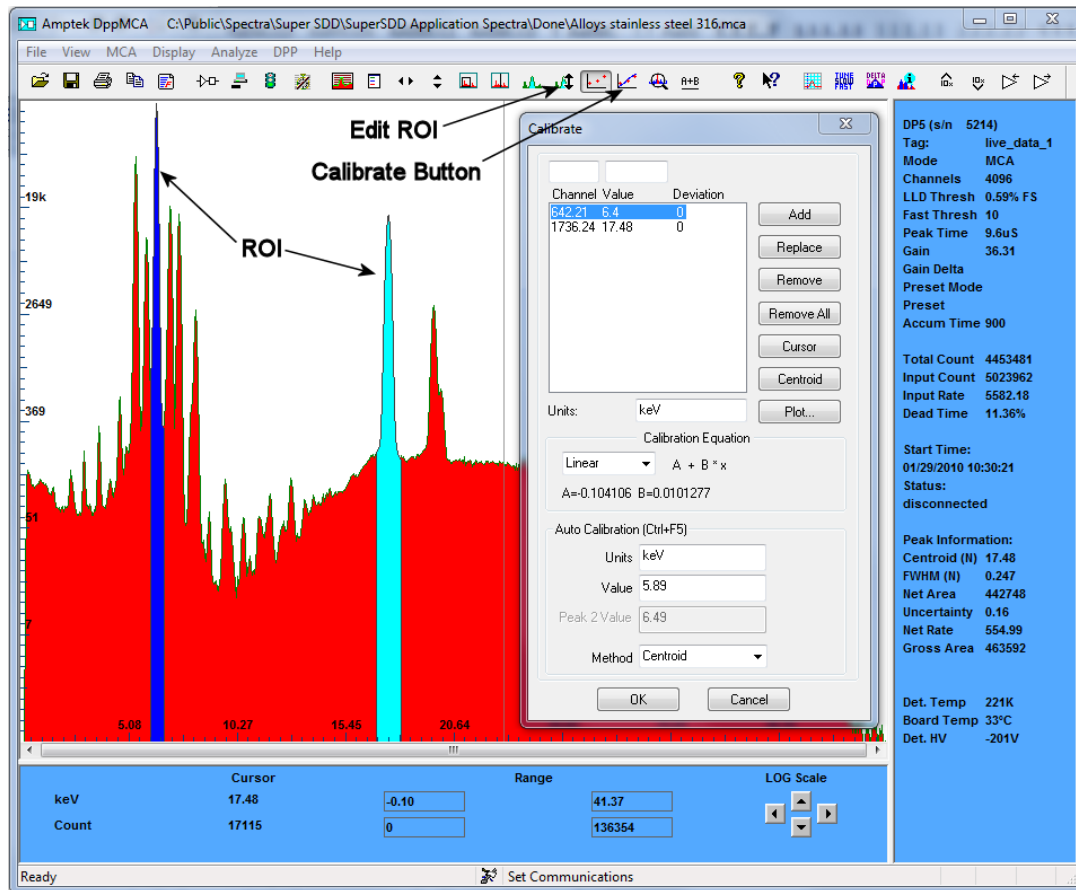 Amptek DppMCA    C:\Public\Spectra\Super SDD\SuperSDD Application Spectra\Done\Alloys stainless steel 316.mca
File View MCA Display Analyze DPP Help
A+B
TUNE SLOW FAST
DELTA
Edit ROI
Calibrate Button
ROI
19k
2649
369
51
7
5.08 10.27 15.45 20.64
Calibrate
Channel Value Deviation
642.21 6.4 0
1736.24 17.48 0
Add
Replace
Remove
Remove All
Cursor
Centroid
Plot...
Units: keV
Calibration Equation
Linear A + B * x
A=-0.104106 B=0.0101277
Auto Calibration (Ctrl+F5)
Units keV
Value 5.89
Peak 2 Value 6.49
Method Centroid
OK Cancel
DP5 (s/n 5214)
Tag: live_data_1
Mode MCA
Channels 4096
LLD Thresh 0.59% FS
Fast Thresh 10
Peak Time 9.6uS
Gain 36.31
Gain Delta
Preset Mode
Preset
Accum Time 900
Total Count 4453481
Input Count 5023962
Input Rate 5582.18
Dead Time 11.36%
Start Time:
01/29/2010 10:30:21
Status:
disconnected
Peak Information:
Centroid (N) 17.48
FWHM (N) 0.247
Net Area 442748
Uncertainty 0.16
Net Rate 554.99
Gross Area 463592
Det. Temp 221K
Board Temp 33°C
Det. HV -201V
Cursor Range LOG Scale
keV 17.48 -0.10 41.37
Count 17115 0 136354
Ready Set Communications